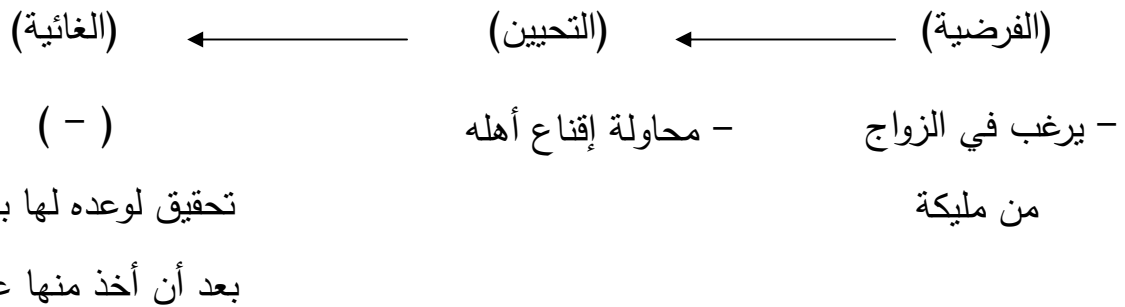 (الفرضية) (التحيين) (الغائية)
– يرغب في الزواج – محاولة إقناع أهله ( – )
من مليكة تحقيق لوعده لها
بعد أن أخذ منها